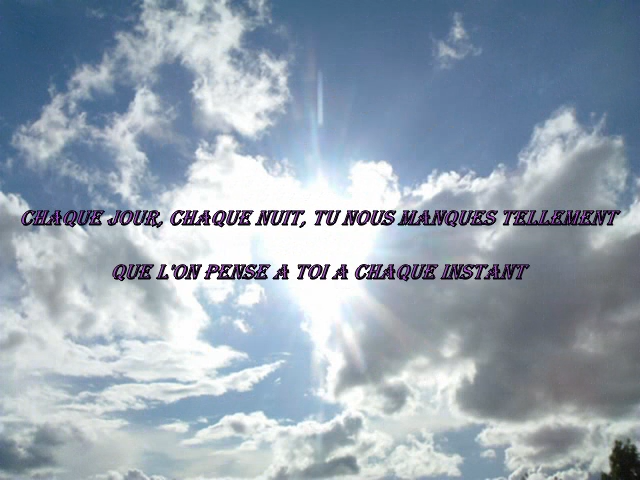 CHAQUE JOUR, CHAQUE NUIT, TU NOUS MANQUES TELLEMENT
QUE L'ON PENSE A TOI A CHAQUE INSTANT